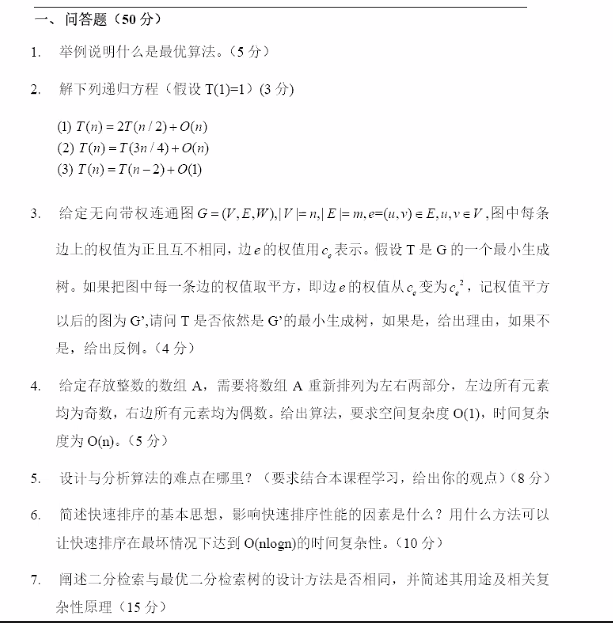 一、问答题（50 分）
1. 举例说明什么是最优算法。（5 分）
2. 解下列递归方程（假设 T(1)=1）(3 分)
(1) T(n) = 2T(n/2)+O(n)
(2) T(n) = T(3n/4)+O(n)
(3) T(n) = T(n−2)+O(1)
3. 给定无向带权连通图 G=(V,E,W),|V|=n,|E|=m,e=(u,v)∈E,u,v∈V,图中每条
边上的权值为正且互不相同，边 e 的权值用 cₑ 表示。假设 T 是 G 的一个最小生成
树。如果把图中每一条边的权值取平方，即边 e 的权值从 cₑ 变为 cₑ²，记权值平方
以后的图为 G’,请问 T 是否依然是 G’的最小生成树，如果是，给出理由，如果不
是，给出反例。（4 分）
4. 给定存放整数的数组 A，需要将数组 A 重新排列为左右两部分，左边所有元素
均为奇数，右边所有元素均为偶数。给出算法，要求空间复杂度 O(1)，时间复杂
度为 O(n)。（5 分）
5. 设计与分析算法的难点在哪里？（要求结合本课程学习，给出你的观点）（8 分）
6. 简述快速排序的基本思想，影响快速排序性能的因素是什么？用什么方法可以
让快速排序在最坏情况下达到 O(nlogn)的时间复杂性。（10 分）
7. 阐述二分检索与最优二分检索树的设计方法是否相同，并简述其用途及相关复
杂性原理（15 分）